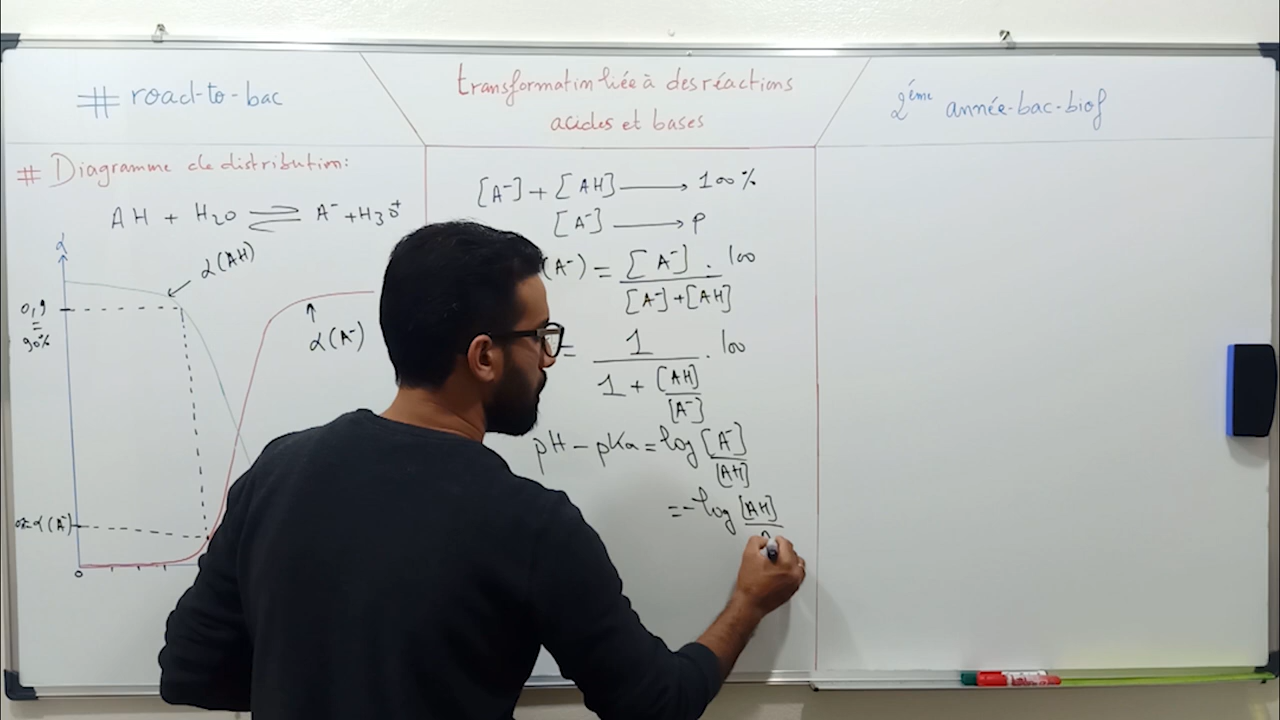 # road-to-bac
transformation liée à des réactions
acides et bases
2ème année-bac-biof
# Diagramme de distribution:
AH + H2O ⇌ A⁻ + H3O⁺
α
α(AH)
0,9
=
90%
α(A⁻)
α(A⁻)
0
[A⁻] + [AH] → 100%
[A⁻] → p
(A⁻) = [A⁻] / [A⁻]+[AH] . 100
= 1 / 1 + [AH]/[A⁻] . 100
pH - pKa = log [A⁻]/[AH]
= - log [AH]/